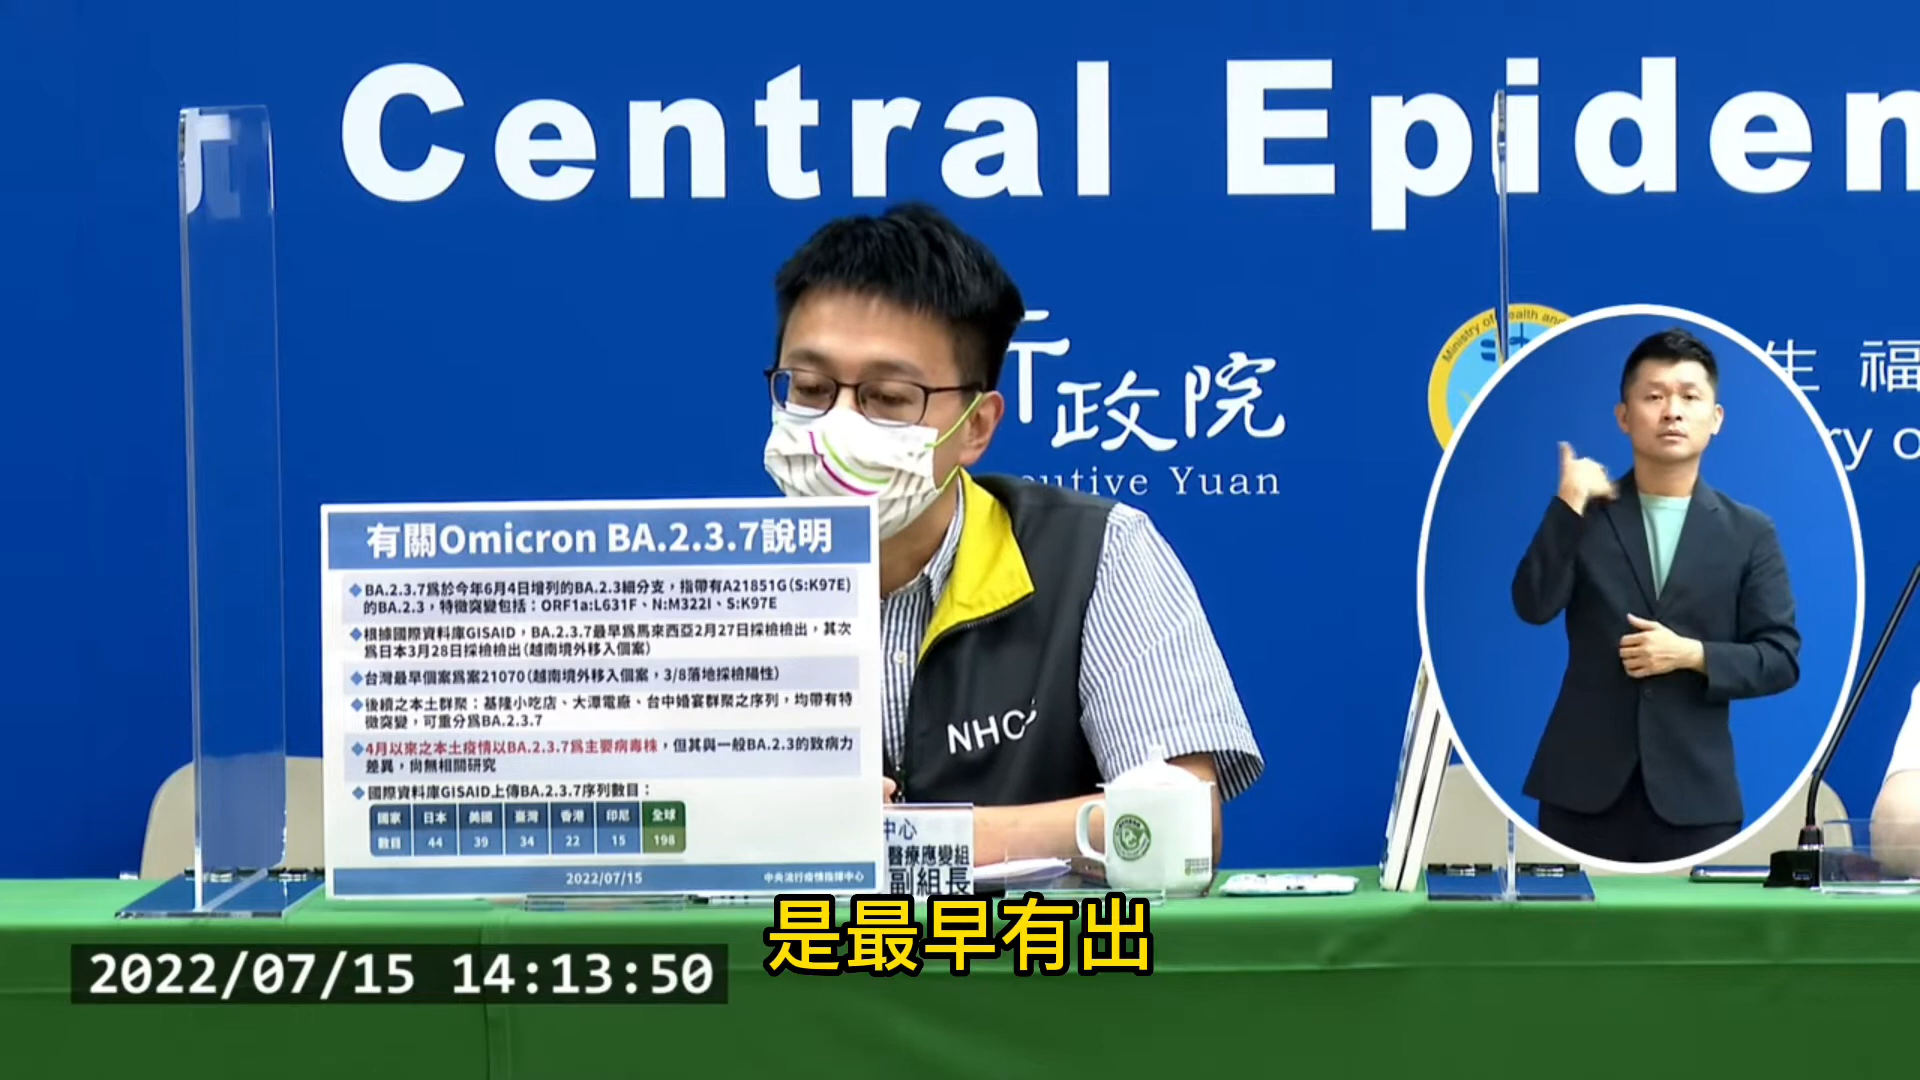 Central Epidem
行政院
Executive Yuan
Ministry of Health and
生福
ry o
有關Omicron BA.2.3.7說明
◆BA.2.3.7為於今年6月4日增列的BA.2.3細分支，指帶有A21851G(S:K97E)
的BA.2.3，特徵突變包括：ORF1a:L631F、N:M322I、S:K97E
◆根據國際資料庫GISAID，BA.2.3.7最早為馬來西亞2月27日採檢檢出，其次
為日本3月28日採檢檢出(越南境外移入個案)
◆台灣最早個案為案21070(越南境外移入個案，3/8落地採檢陽性)
◆後續之本土群聚：基隆小吃店、大潭電廠、台中婚宴群聚之序列，均帶有特
徵突變，可重分為BA.2.3.7
◆4月以來之本土疫情以BA.2.3.7為主要病毒株，但其與一般BA.2.3的致病力
差異，尚無相關研究
◆國際資料庫GISAID上傳BA.2.3.7序列數目：
國家 日本 美國 臺灣 香港 印尼 全球
數目 44 39 34 22 15 198
2022/07/15 中央流行疫情指揮中心
NHC
中心
醫療應變組
副組長
是最早有出
2022/07/15 14:13:50